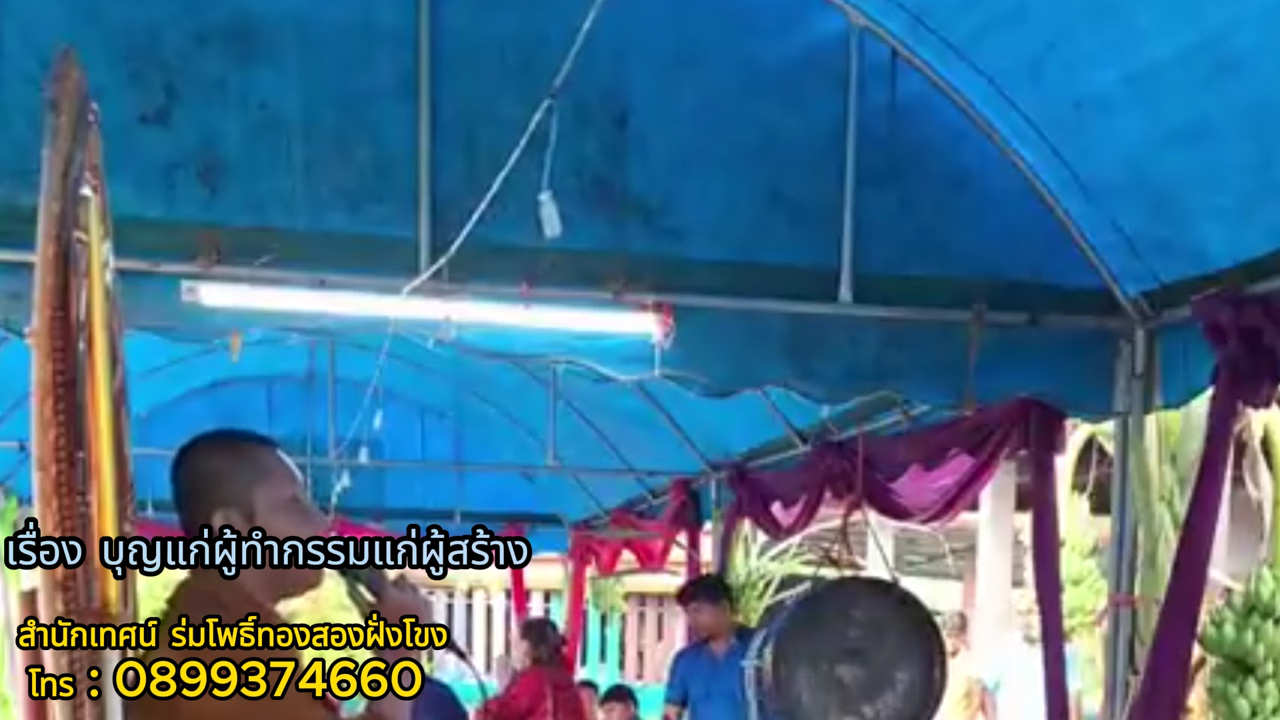 เรื่อง บุญแก่ผู้ทำกรรมแก่ผู้สร้าง
สำนักเทศน์ ร่มโพธิ์ทองสองฝั่งโขง
โทร : 0899374660